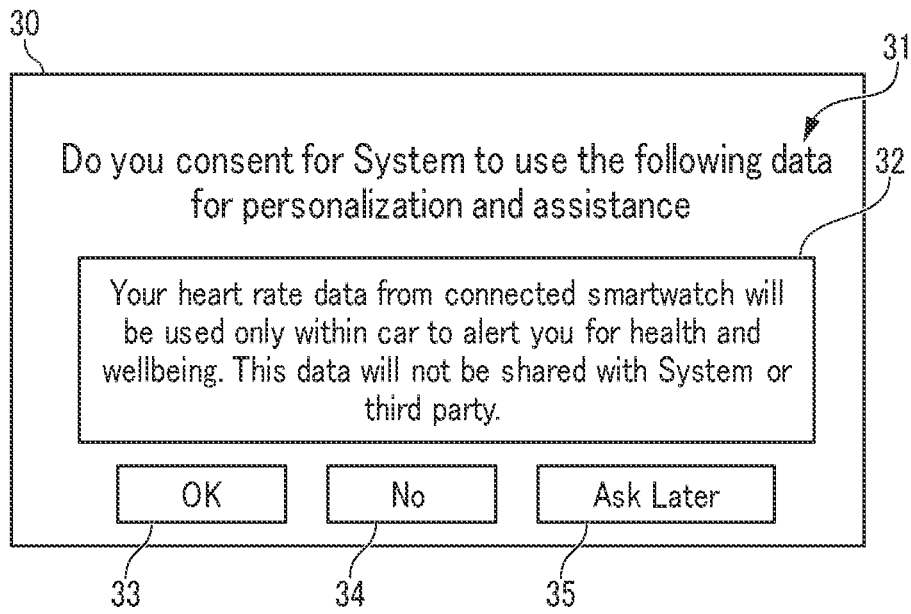 30
31
Do you consent for System to use the following data
for personalization and assistance
32
Your heart rate data from connected smartwatch will
be used only within car to alert you for health and
wellbeing. This data will not be shared with System or
third party.
OK No Ask Later
33 34 35